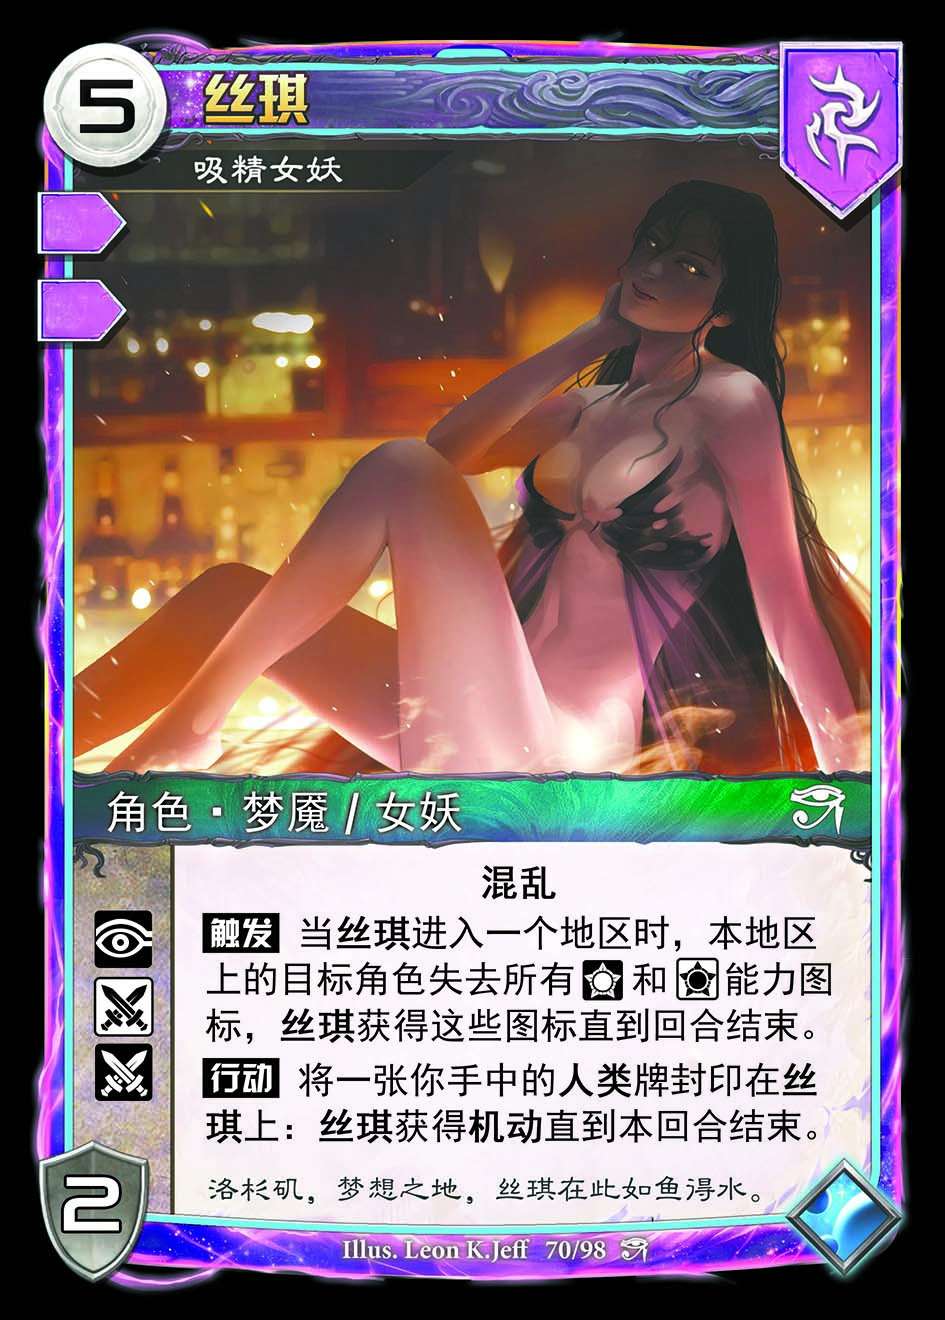 5
丝琪
吸精女妖
角色·梦魇/女妖
混乱
触发 当丝琪进入一个地区时，本地区
上的目标角色失去所有和能力图
标，丝琪获得这些图标直到回合结束。
行动 将一张你手中的人类牌封印在丝
琪上：丝琪获得机动直到本回合结束。
洛杉矶，梦想之地，丝琪在此如鱼得水。
2
Illus. Leon K.Jeff 70/98